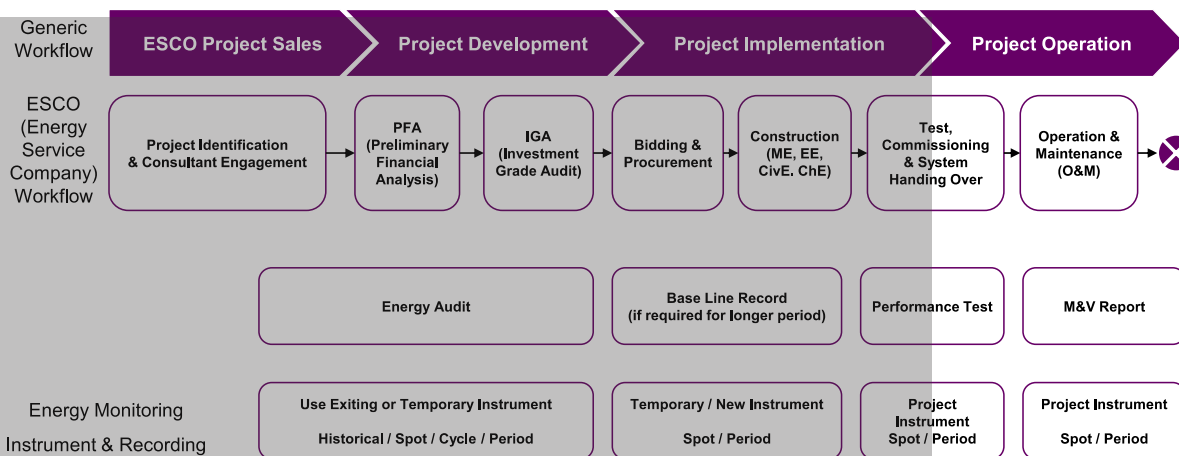 Generic
Workflow
ESCO Project Sales
Project Development
Project Implementation
Project Operation
ESCO
(Energy
Service
Company)
Workflow
Project Identification
& Consultant Engagement
PFA
(Preliminary
Financial
Analysis)
IGA
(Investment
Grade Audit)
Bidding &
Procurement
Construction
(ME, EE,
CivE. ChE)
Test,
Commissioning
& System
Handing Over
Operation &
Maintenance
(O&M)
Energy Audit
Base Line Record
(if required for longer period)
Performance Test
M&V Report
Energy Monitoring
Instrument & Recording
Use Exiting or Temporary Instrument
Historical / Spot / Cycle / Period
Temporary / New Instrument
Spot / Period
Project
Instrument
Spot / Period
Project Instrument
Spot / Period